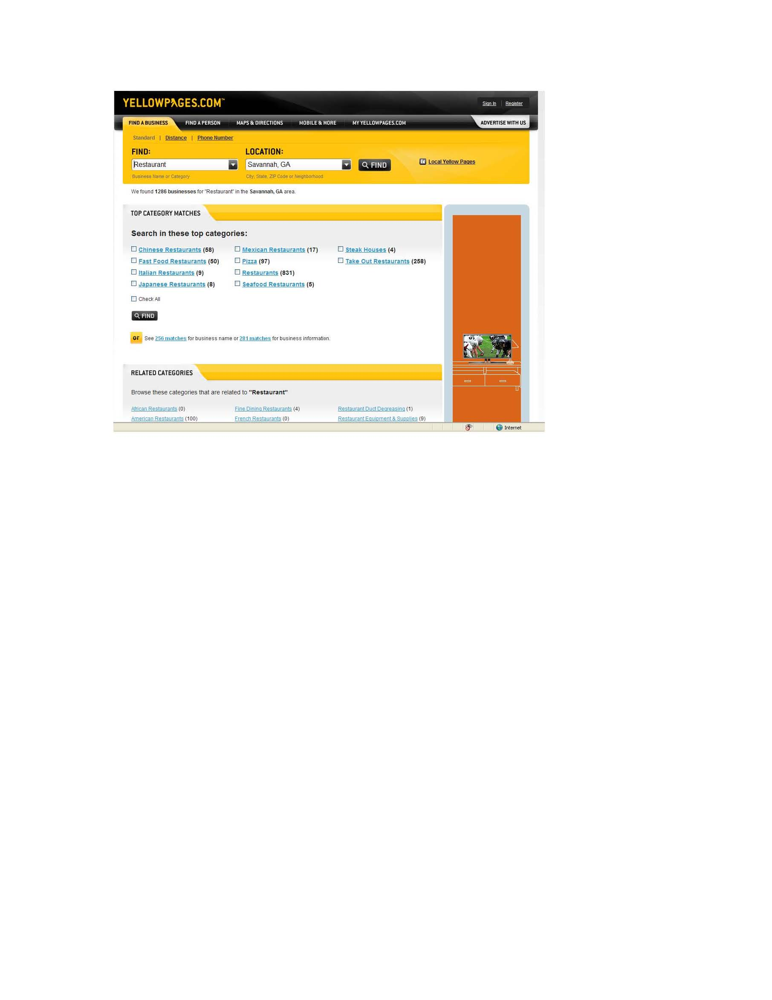 YELLOWPAGES.COM™
Sign In | Register
FIND A BUSINESS FIND A PERSON MAPS & DIRECTIONS MOBILE & MORE MY YELLOWPAGES.COM ADVERTISE WITH US
Standard | Distance | Phone Number
FIND: LOCATION:
Restaurant Savannah, GA FIND Local Yellow Pages
Business Name or Category City, State, ZIP Code or Neighborhood
We found 1286 businesses for "Restaurant" in the Savannah, GA area.
TOP CATEGORY MATCHES
Search in these top categories:
Chinese Restaurants (58) Mexican Restaurants (17) Steak Houses (4)
Fast Food Restaurants (50) Pizza (97) Take Out Restaurants (258)
Italian Restaurants (9) Restaurants (831)
Japanese Restaurants (8) Seafood Restaurants (5)
Check All
FIND
or See 256 matches for business name or 281 matches for business information.
RELATED CATEGORIES
Browse these categories that are related to "Restaurant"
African Restaurants (0) Fine Dining Restaurants (4) Restaurant Duct Degreasing (1)
American Restaurants (100) French Restaurants (0) Restaurant Equipment & Supplies (9)
Internet